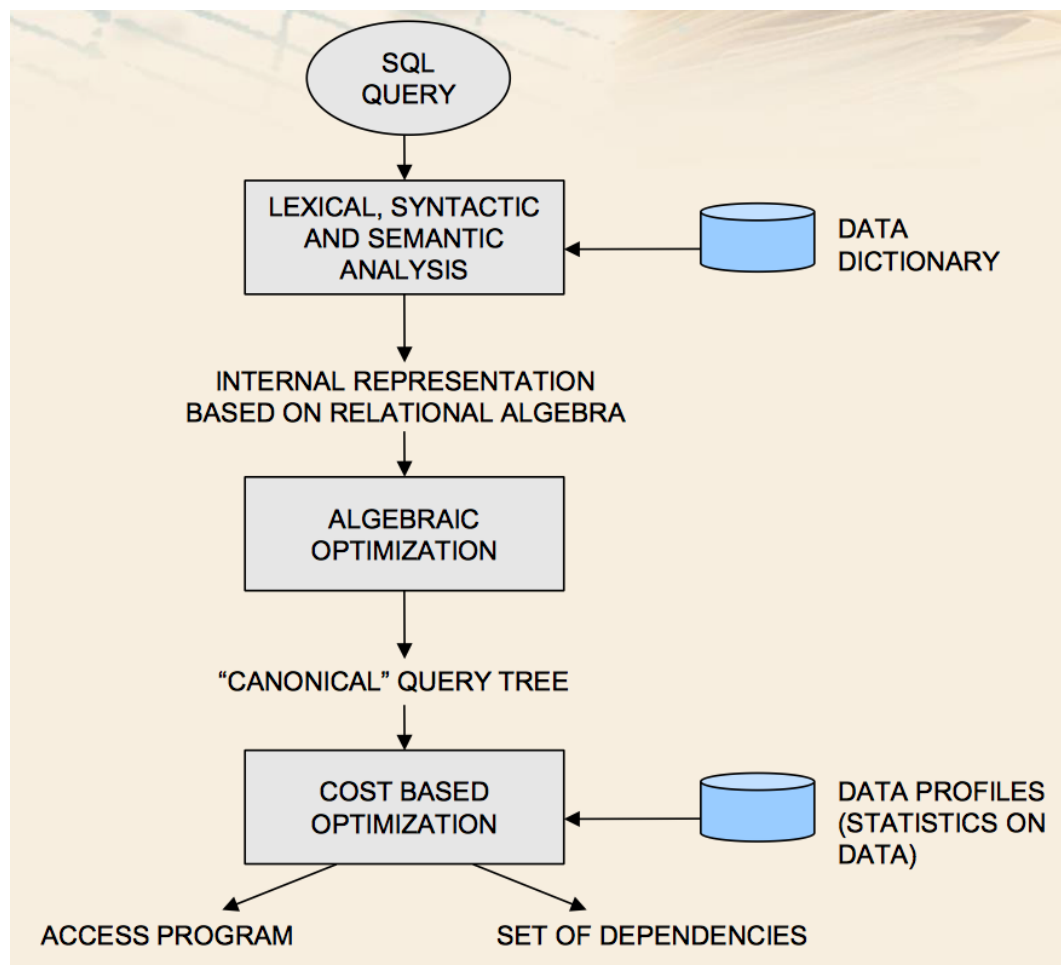 SQL
QUERY
LEXICAL, SYNTACTIC
AND SEMANTIC
ANALYSIS
DATA
DICTIONARY
INTERNAL REPRESENTATION
BASED ON RELATIONAL ALGEBRA
ALGEBRAIC
OPTIMIZATION
“CANONICAL” QUERY TREE
COST BASED
OPTIMIZATION
DATA PROFILES
(STATISTICS ON
DATA)
ACCESS PROGRAM
SET OF DEPENDENCIES